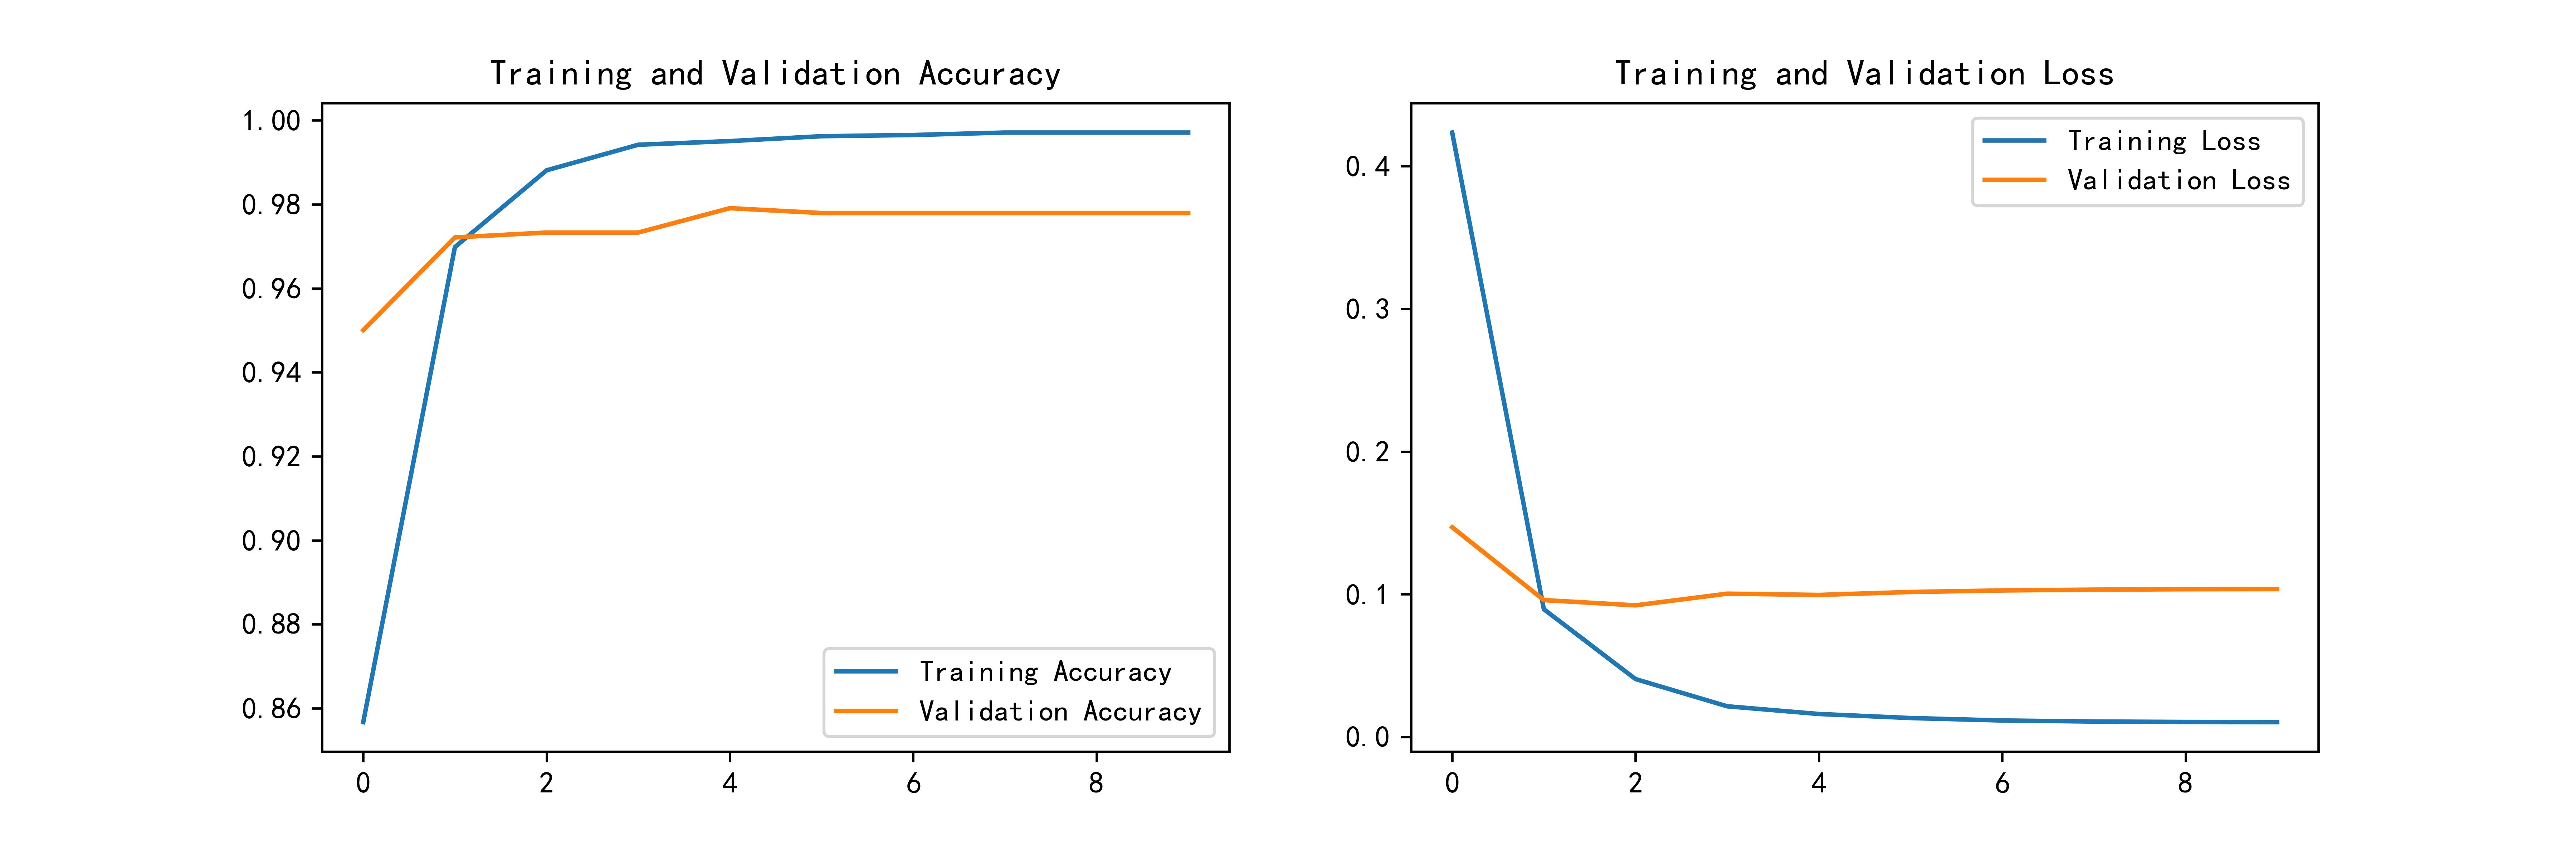 Training and Validation Accuracy
1.00
0.98
0.96
0.94
0.92
0.90
0.88
0.86
0 2 4 6 8
Training Accuracy
Validation Accuracy
Training and Validation Loss
0.4
0.3
0.2
0.1
0.0
0 2 4 6 8
Training Loss
Validation Loss